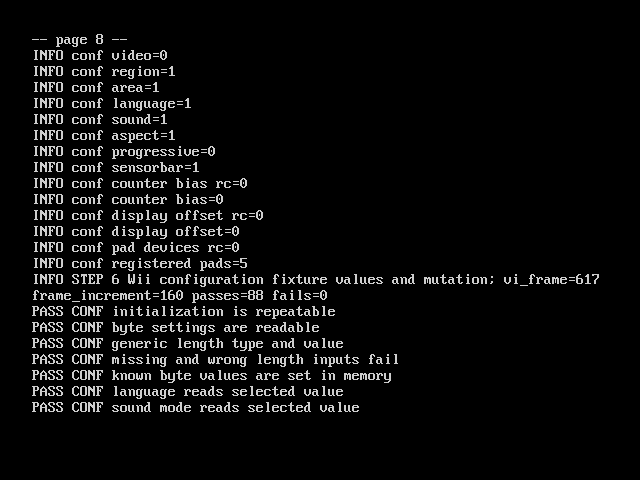 -- page 8 --
INFO conf video=0
INFO conf region=1
INFO conf area=1
INFO conf language=1
INFO conf sound=1
INFO conf aspect=1
INFO conf progressive=0
INFO conf sensorbar=1
INFO conf counter bias rc=0
INFO conf counter bias=0
INFO conf display offset rc=0
INFO conf display offset=0
INFO conf pad devices rc=0
INFO conf registered pads=5
INFO STEP 6 Wii configuration fixture values and mutation; vi_frame=617
frame_increment=160 passes=88 fails=0
PASS CONF initialization is repeatable
PASS CONF byte settings are readable
PASS CONF generic length type and value
PASS CONF missing and wrong length inputs fail
PASS CONF known byte values are set in memory
PASS CONF language reads selected value
PASS CONF sound mode reads selected value